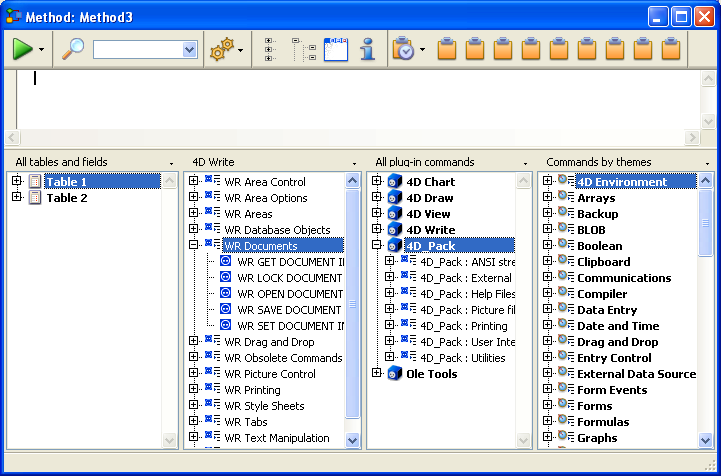 Method: Method3
All tables and fields
Table 1
Table 2
4D Write
WR Area Control
WR Area Options
WR Areas
WR Database Objects
WR Documents
WR GET DOCUMENT I
WR LOCK DOCUMENT
WR OPEN DOCUMENT
WR SAVE DOCUMENT
WR SET DOCUMENT I
WR Drag and Drop
WR Obsolete Commands
WR Picture Control
WR Printing
WR Style Sheets
WR Tabs
WR Text Manipulation
All plug-in commands
4D Chart
4D Draw
4D View
4D Write
4D_Pack
4D_Pack : ANSI stre
4D_Pack : External
4D_Pack : Help Files
4D_Pack : Picture fil
4D_Pack : Printing
4D_Pack : User Inte
4D_Pack : Utilities
Ole Tools
Commands by themes
4D Environment
Arrays
Backup
BLOB
Boolean
Clipboard
Communications
Compiler
Data Entry
Date and Time
Drag and Drop
Entry Control
External Data Source
Form Events
Forms
Formulas
Graphs